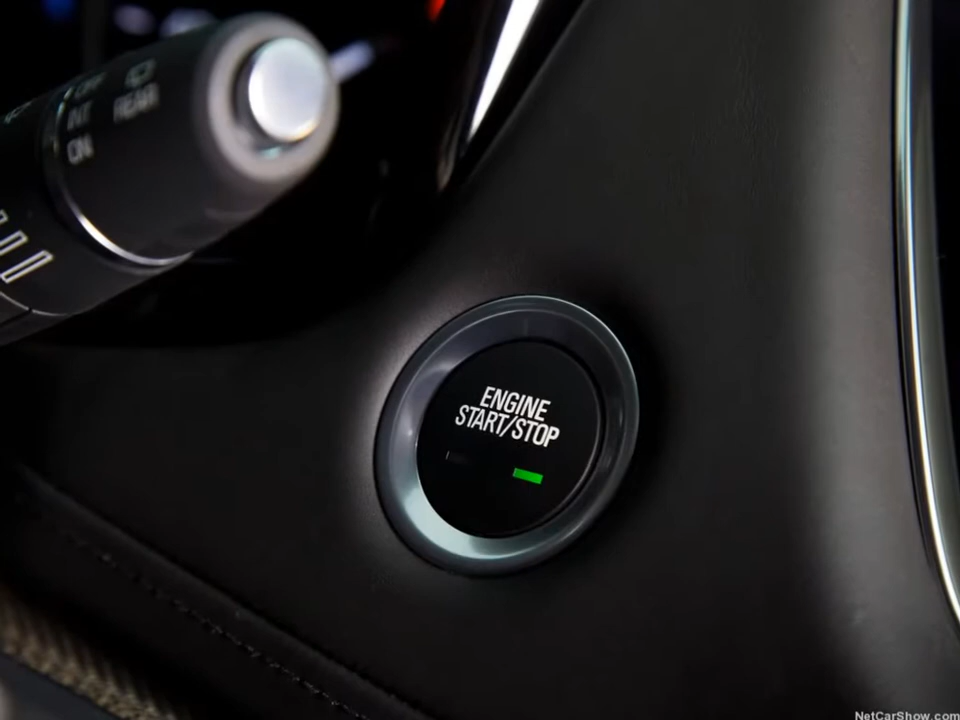 OFF
INT
REAR
ON
ENGINE
START/STOP
NetCarShow.com